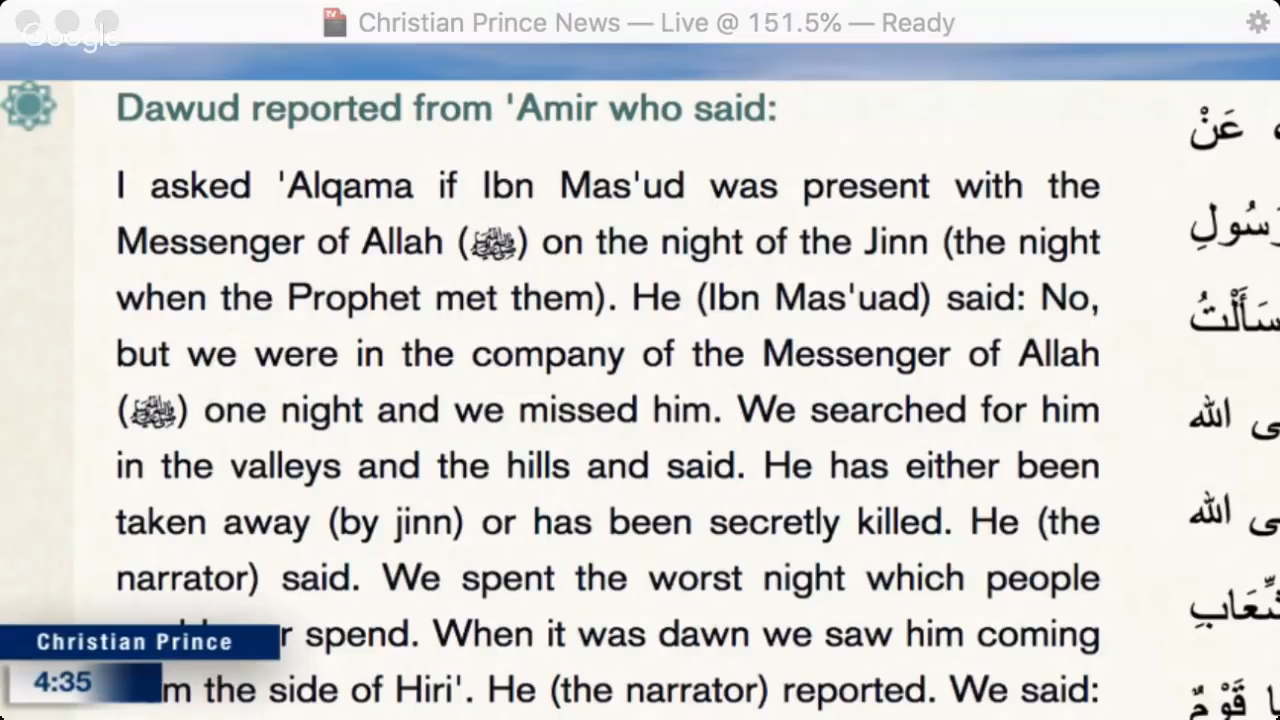 Christian Prince News — Live @ 151.5% — Ready
Google
Dawud reported from 'Amir who said:
I asked 'Alqama if Ibn Mas'ud was present with the
Messenger of Allah (ﷺ) on the night of the Jinn (the night
when the Prophet met them). He (Ibn Mas'uad) said: No,
but we were in the company of the Messenger of Allah
(ﷺ) one night and we missed him. We searched for him
in the valleys and the hills and said. He has either been
taken away (by jinn) or has been secretly killed. He (the
narrator) said. We spent the worst night which people
spend. When it was dawn we saw him coming
the side of Hiri'. He (the narrator) reported. We said:
عَنْ
سَأَلْتُ
ى الله
ى الله
قَوْمٌ
Christian Prince
4:35